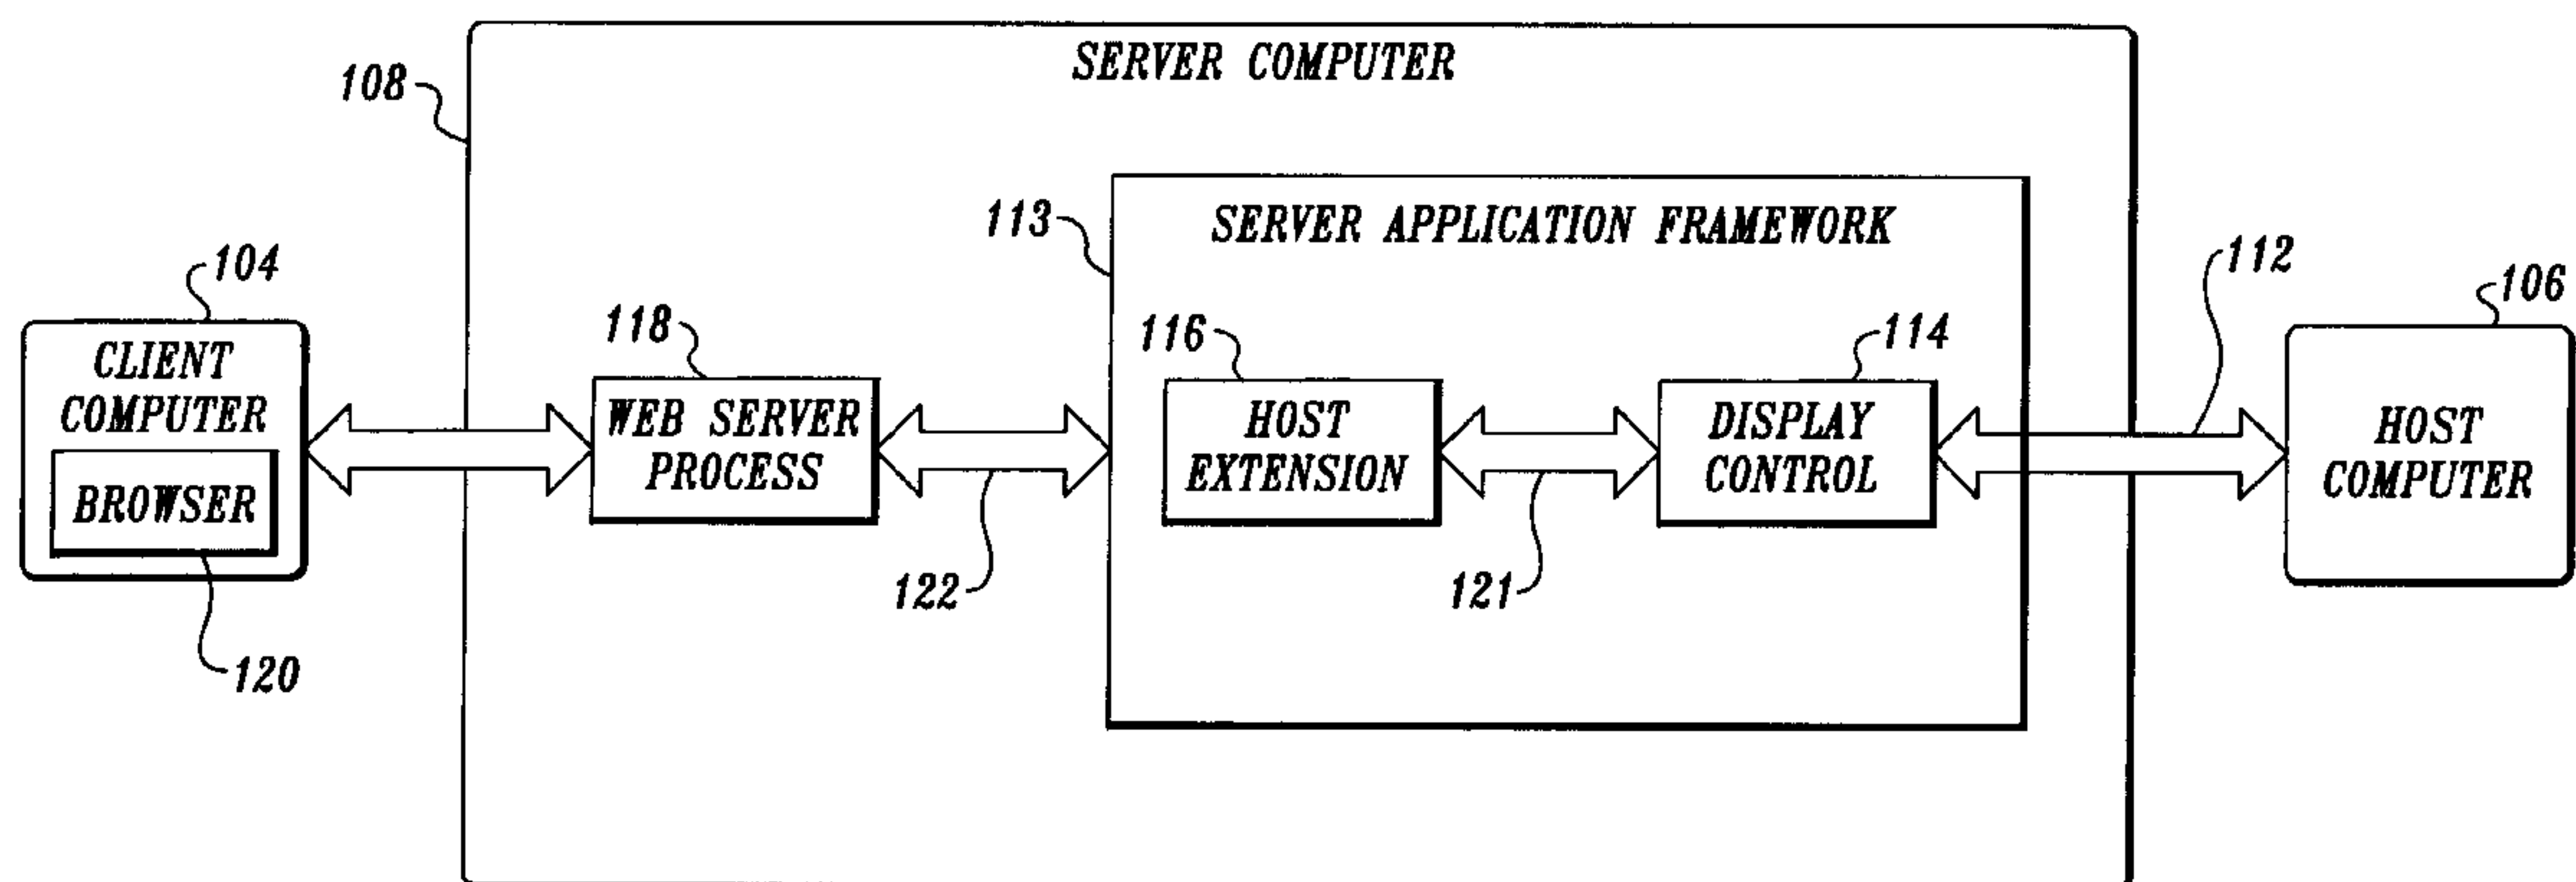 SERVER COMPUTER
108
SERVER APPLICATION FRAMEWORK
113
112
104
106
CLIENT
COMPUTER
BROWSER
120
118
WEB SERVER
PROCESS
122
116
HOST
EXTENSION
121
114
DISPLAY
CONTROL
HOST
COMPUTER